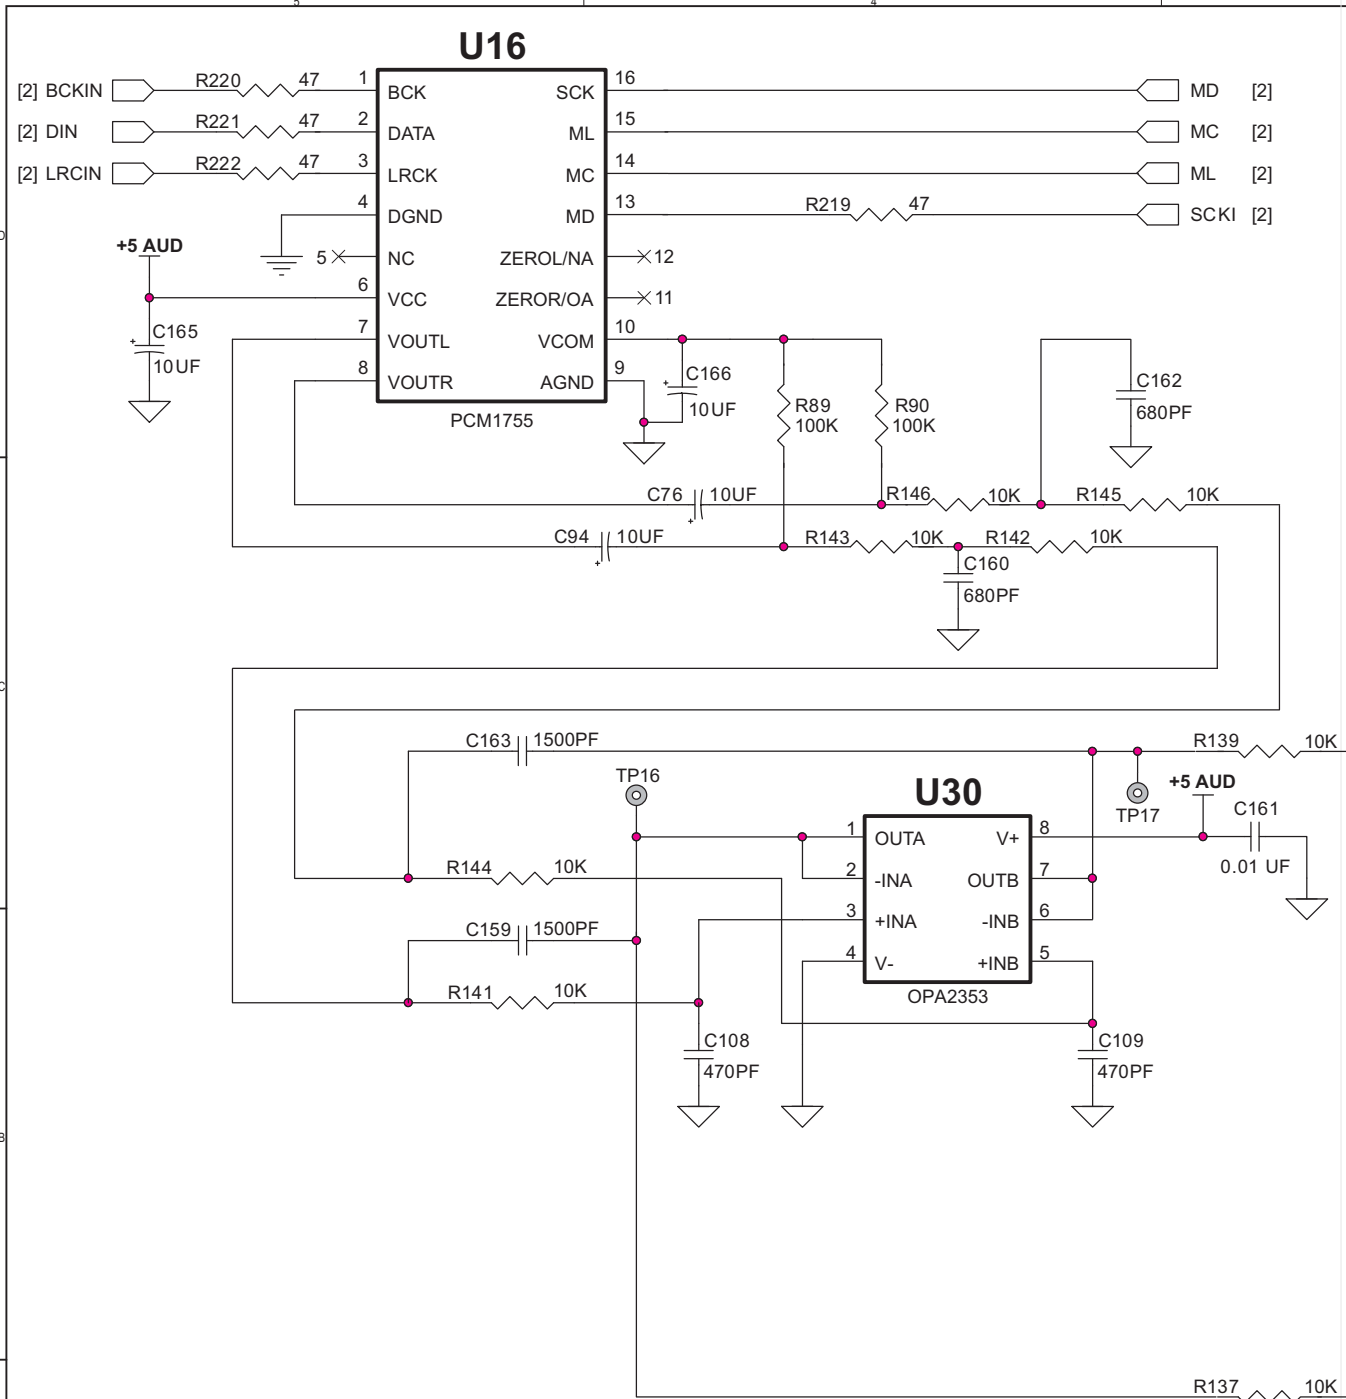 5 4
U16
[2] BCKIN R220 47 1 BCK SCK 16 MD [2]
[2] DIN R221 47 2 DATA ML 15 MC [2]
[2] LRCIN R222 47 3 LRCK MC 14 ML [2]
4 DGND MD 13 R219 47 SCKI [2]
D
+5 AUD
5 NC ZEROL/NA 12
6 VCC ZEROR/OA 11
7 VOUTL VCOM 10
C165
+
10UF
8 VOUTR AGND 9
C166
+
10UF
PCM1755
R89
100K
R90
100K
C162
680PF
C76 10UF
+
R146 10K R145 10K
C94 10UF
+
R143 10K R142 10K
C160
680PF
C
C163 1500PF R139 10K
TP16
U30
+5 AUD
TP17
C161
0.01 UF
1 OUTA V+ 8
R144 10K 2 -INA OUTB 7
C159 1500PF 3 +INA -INB 6
4 V- +INB 5
R141 10K
OPA2353
C108
470PF
C109
470PF
B
R137 10K